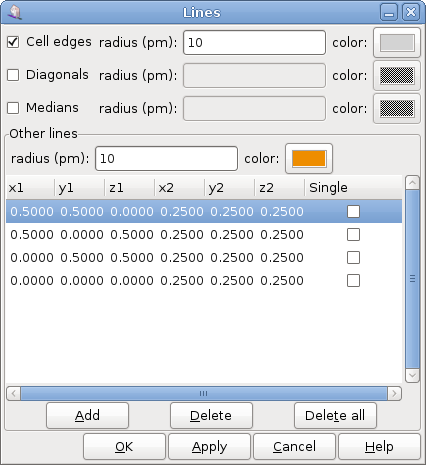 Lines
Cell edges radius (pm): 10 color:
Diagonals radius (pm): color:
Medians radius (pm): color:
Other lines
radius (pm): 10 color:
x1 y1 z1 x2 y2 z2 Single
0.5000 0.5000 0.0000 0.2500 0.2500 0.2500
0.5000 0.0000 0.5000 0.2500 0.2500 0.2500
0.0000 0.5000 0.5000 0.2500 0.2500 0.2500
0.0000 0.0000 0.0000 0.2500 0.2500 0.2500
Add Delete Delete all
OK Apply Cancel Help